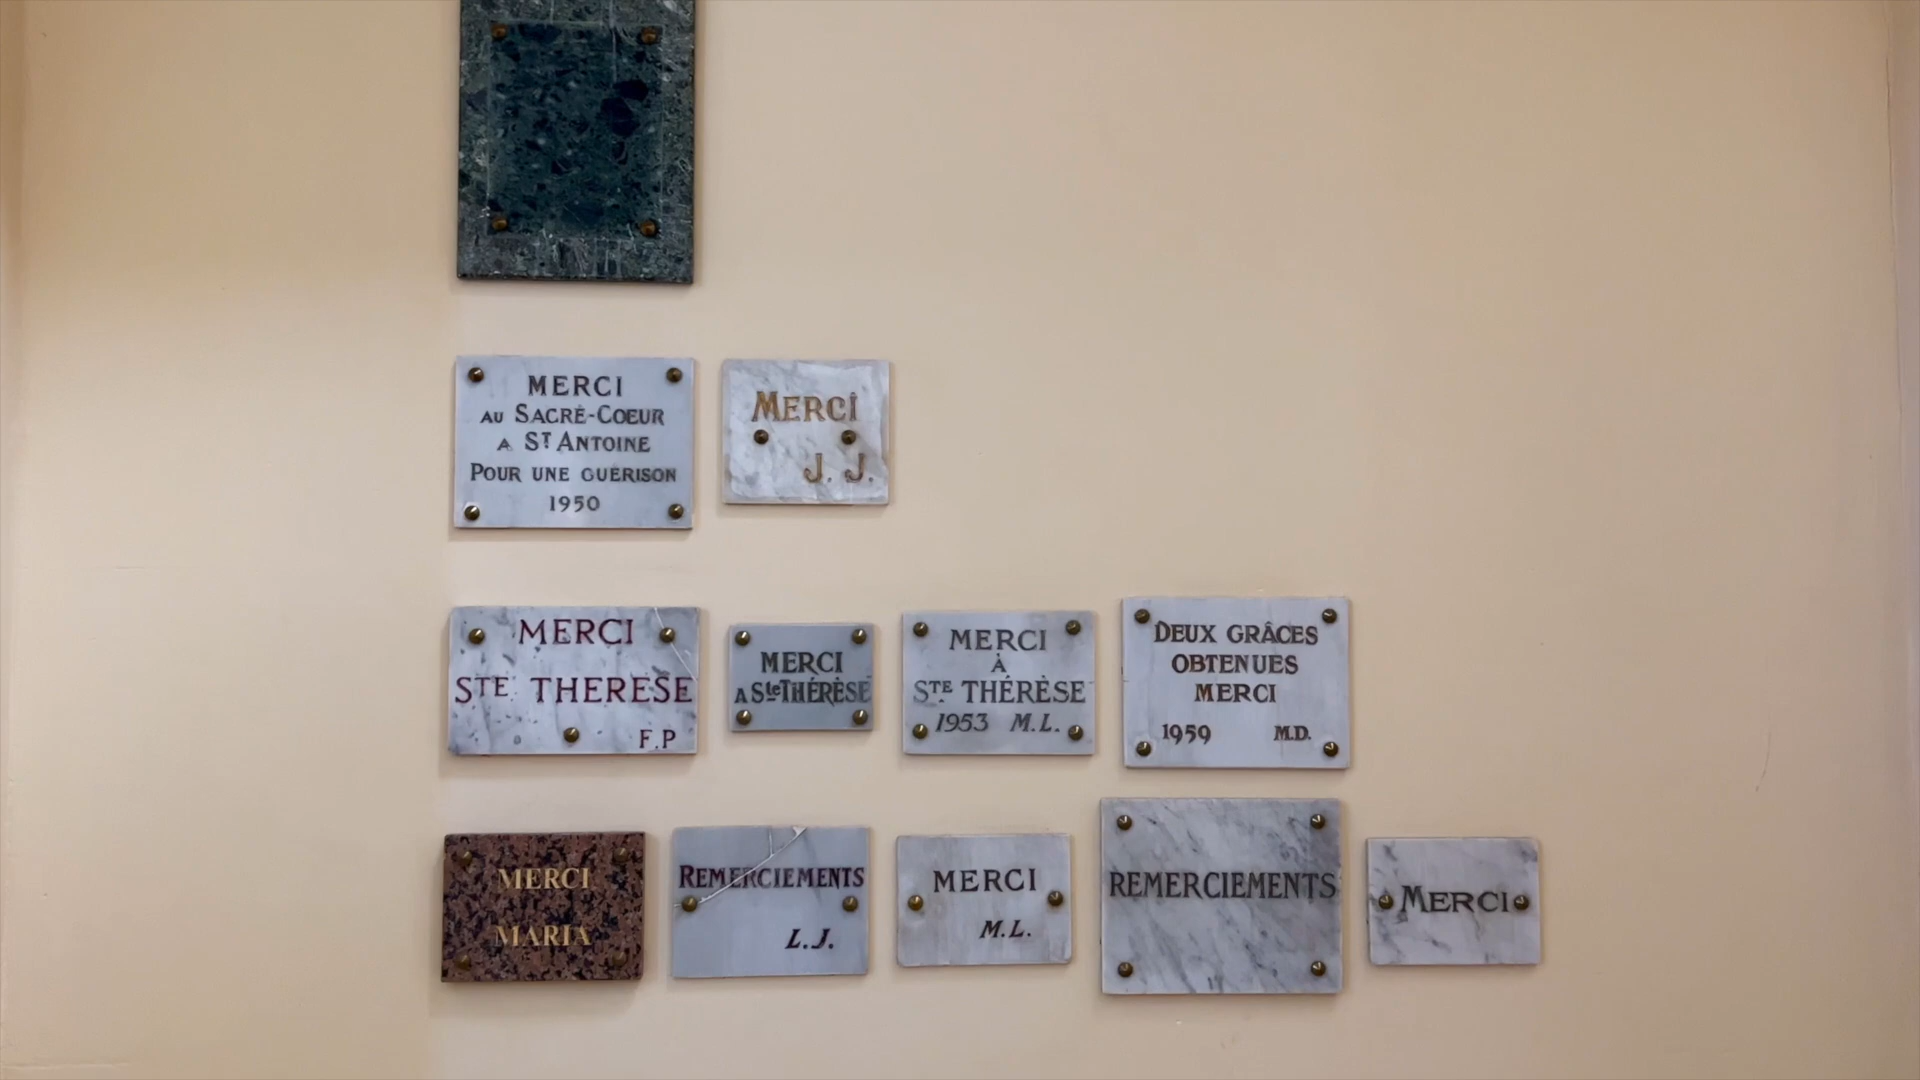 MERCI
AU SACRÉ-COEUR
A ST ANTOINE
POUR UNE GUÉRISON
1950
MERCI
J. J.
MERCI
STE THERESE
F.P
MERCI
A Ste THÉRÈSE
MERCI
À
STE THÉRÈSE
1953 M.L.
DEUX GRÂCES
OBTENUES
MERCI
1959 M.D.
MERCI
MARIA
REMERCIEMENTS
L.J.
MERCI
M.L.
REMERCIEMENTS
MERCI